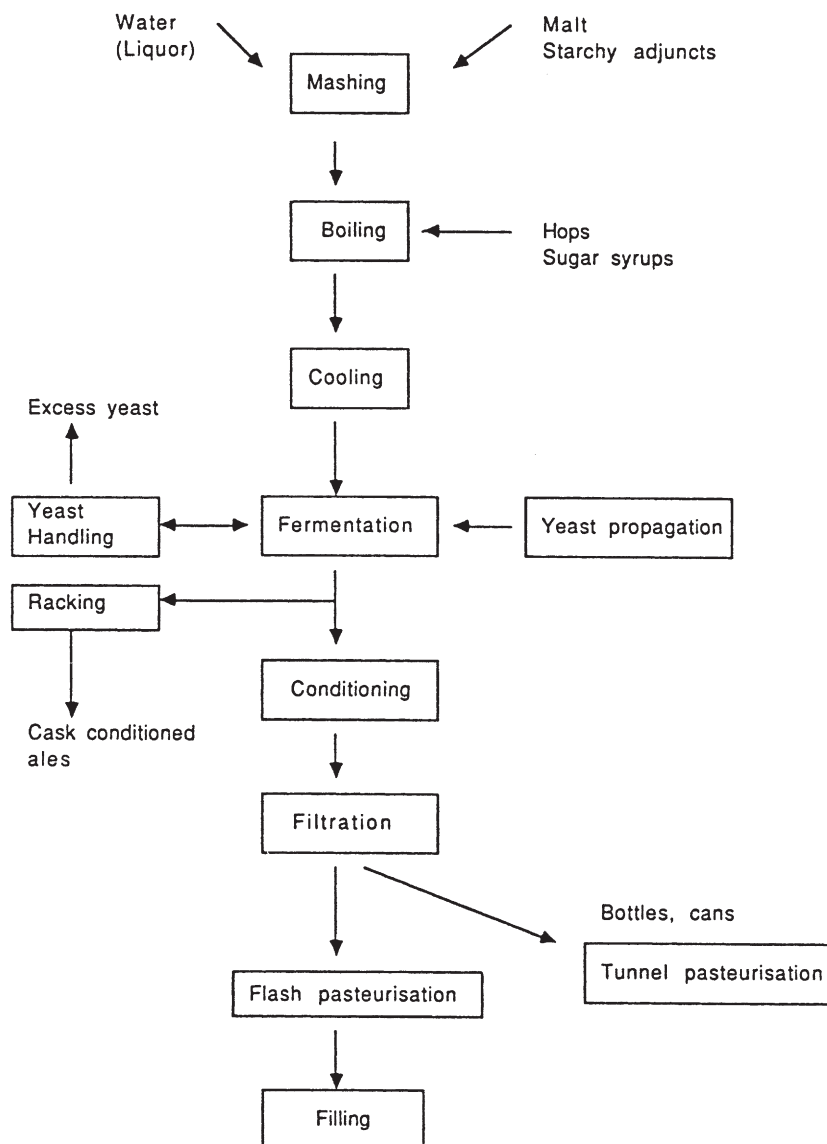 Water
(Liquor)
Malt
Starchy adjuncts
Mashing
Boiling
Hops
Sugar syrups
Cooling
Excess yeast
Yeast
Handling
Fermentation
Yeast propagation
Racking
Conditioning
Cask conditioned
ales
Filtration
Bottles, cans
Tunnel pasteurisation
Flash pasteurisation
Filling